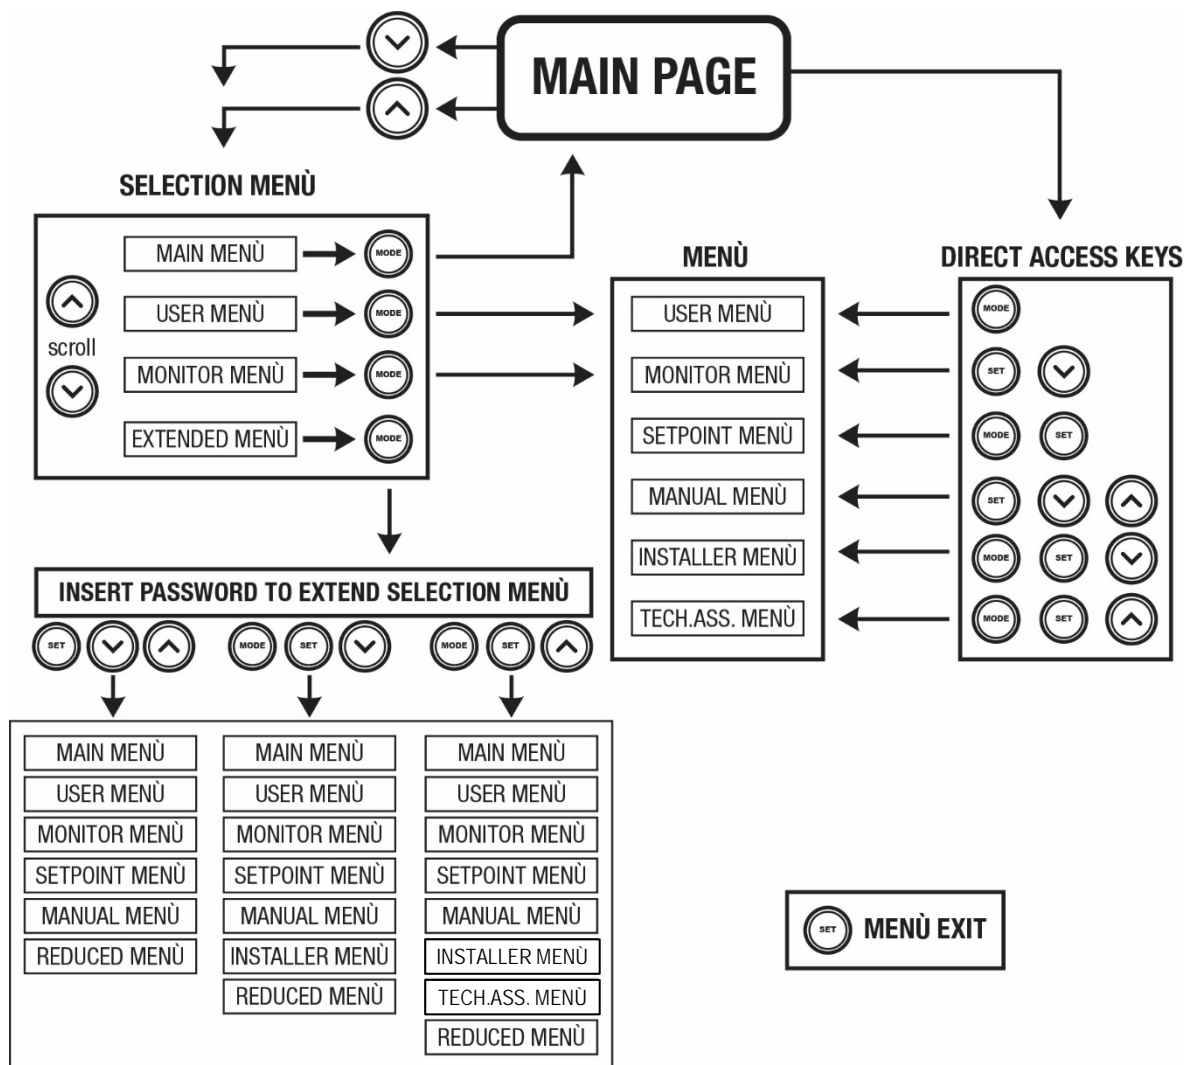 MAIN PAGE
SELECTION MENÙ
MAIN MENÙ MODE
USER MENÙ MODE
scroll
MONITOR MENÙ MODE
EXTENDED MENÙ MODE
MENÙ
USER MENÙ
MONITOR MENÙ
SETPOINT MENÙ
MANUAL MENÙ
INSTALLER MENÙ
TECH.ASS. MENÙ
DIRECT ACCESS KEYS
MODE
SET
MODE SET
SET
MODE SET
MODE SET
INSERT PASSWORD TO EXTEND SELECTION MENÙ
SET MODE SET MODE SET
MAIN MENÙ
USER MENÙ
MONITOR MENÙ
SETPOINT MENÙ
MANUAL MENÙ
REDUCED MENÙ
MAIN MENÙ
USER MENÙ
MONITOR MENÙ
SETPOINT MENÙ
MANUAL MENÙ
INSTALLER MENÙ
REDUCED MENÙ
MAIN MENÙ
USER MENÙ
MONITOR MENÙ
SETPOINT MENÙ
MANUAL MENÙ
INSTALLER MENÙ
TECH.ASS. MENÙ
REDUCED MENÙ
SET MENÙ EXIT